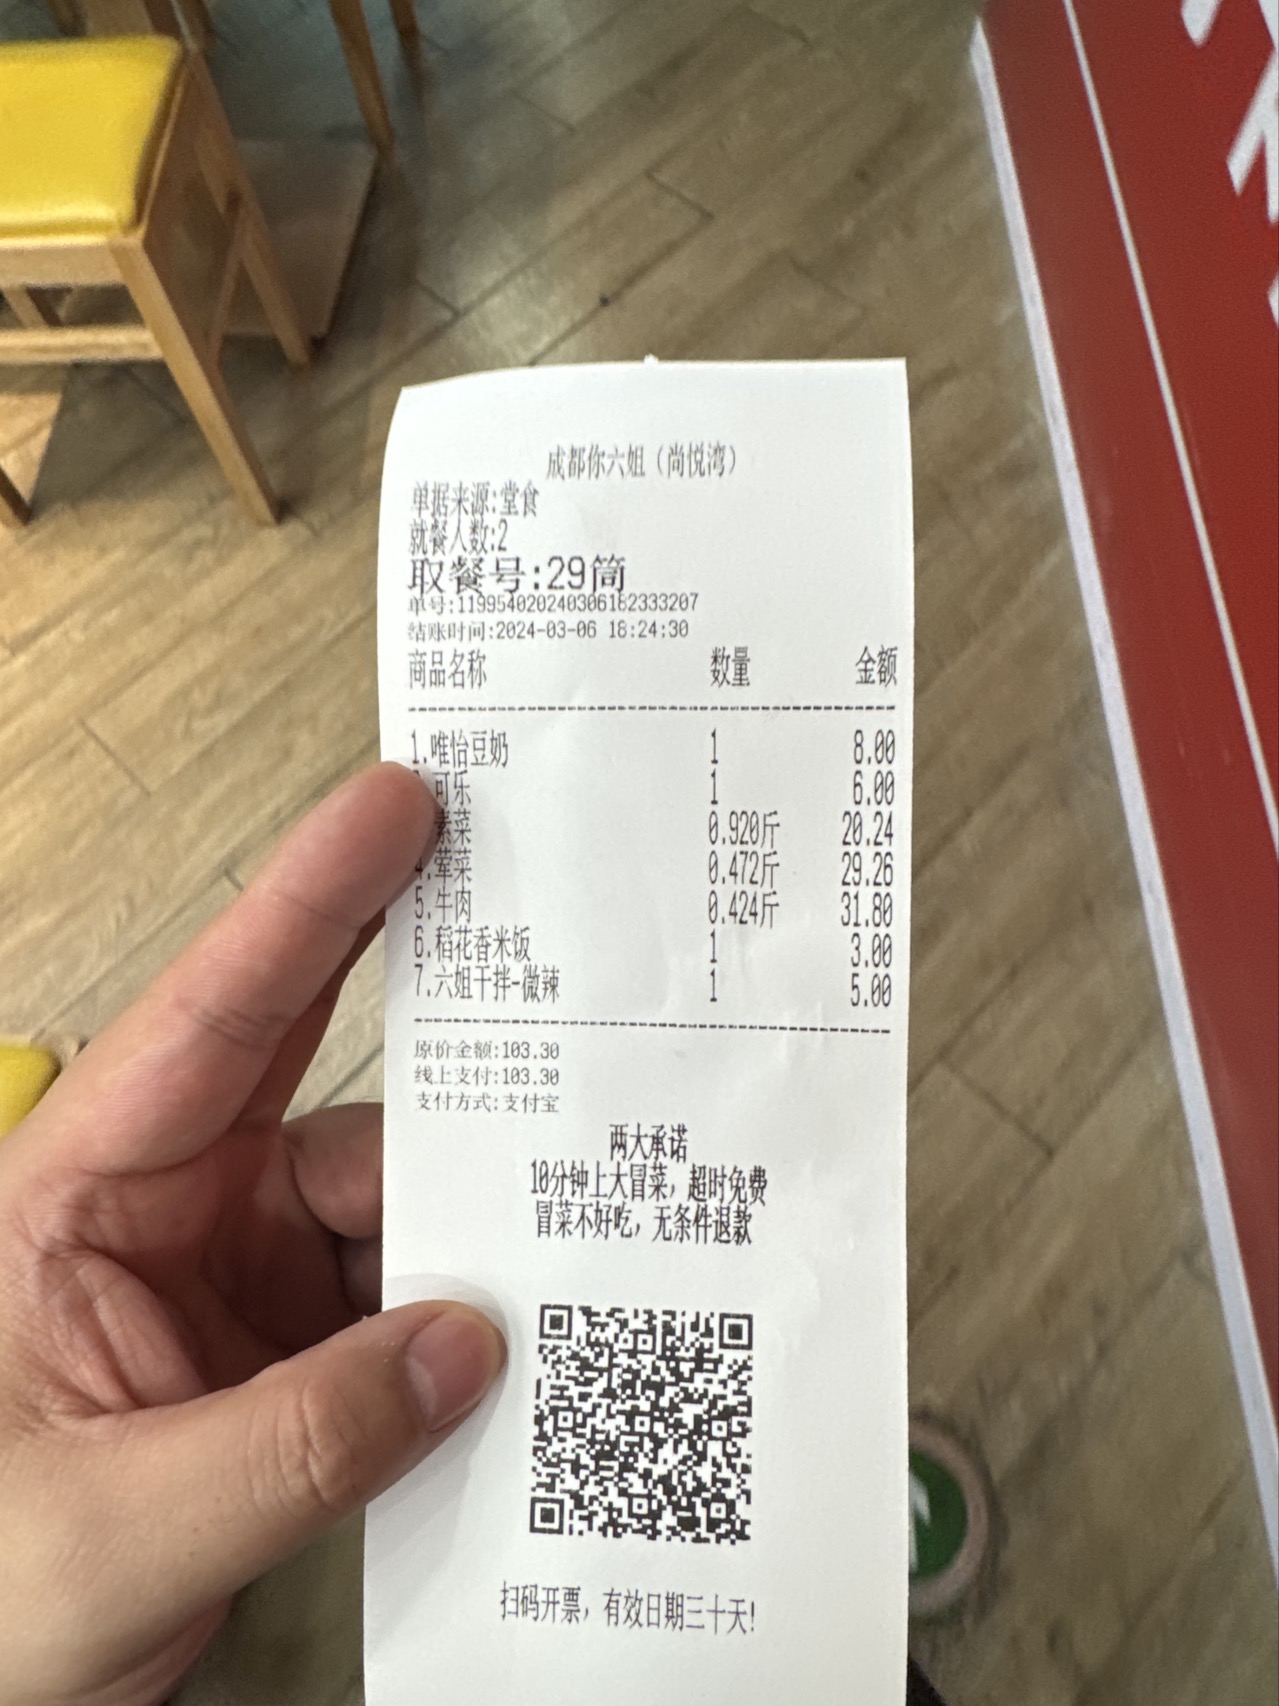 成都你六姐（尚悦湾）
单据来源:堂食
就餐人数:2
取餐号:29筒
单号:119954020240306182333207
结账时间:2024-03-06 18:24:30
商品名称 数量 金额
1.唯怡豆奶 1 8.00
可乐 1 6.00
素菜 0.920斤 20.24
4.荤菜 0.472斤 29.26
5.牛肉 0.424斤 31.80
6.稻花香米饭 1 3.00
7.六姐干拌-微辣 1 5.00
原价金额:103.30
线上支付:103.30
支付方式:支付宝
两大承诺
10分钟上大冒菜，超时免费
冒菜不好吃，无条件退款
扫码开票，有效日期三十天!